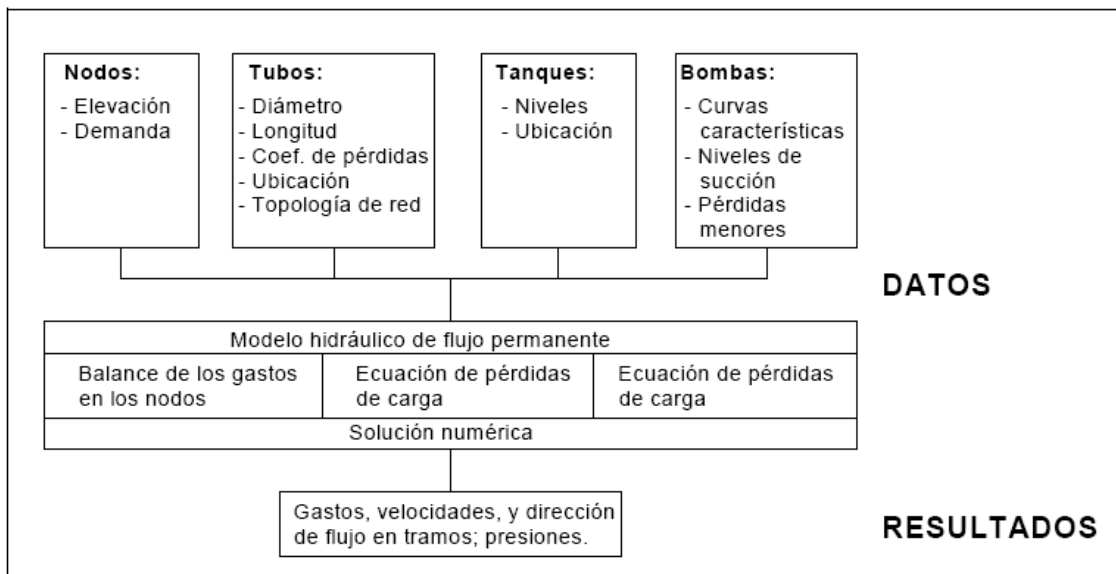 Nodos:
- Elevación
- Demanda
Tubos:
- Diámetro
- Longitud
- Coef. de pérdidas
- Ubicación
- Topología de red
Tanques:
- Niveles
- Ubicación
Bombas:
- Curvas
características
- Niveles de
succión
- Pérdidas
menores
DATOS
Modelo hidráulico de flujo permanente
Balance de los gastos
en los nodos
Ecuación de pérdidas
de carga
Ecuación de pérdidas
de carga
Solución numérica
Gastos, velocidades, y dirección
de flujo en tramos; presiones.
RESULTADOS